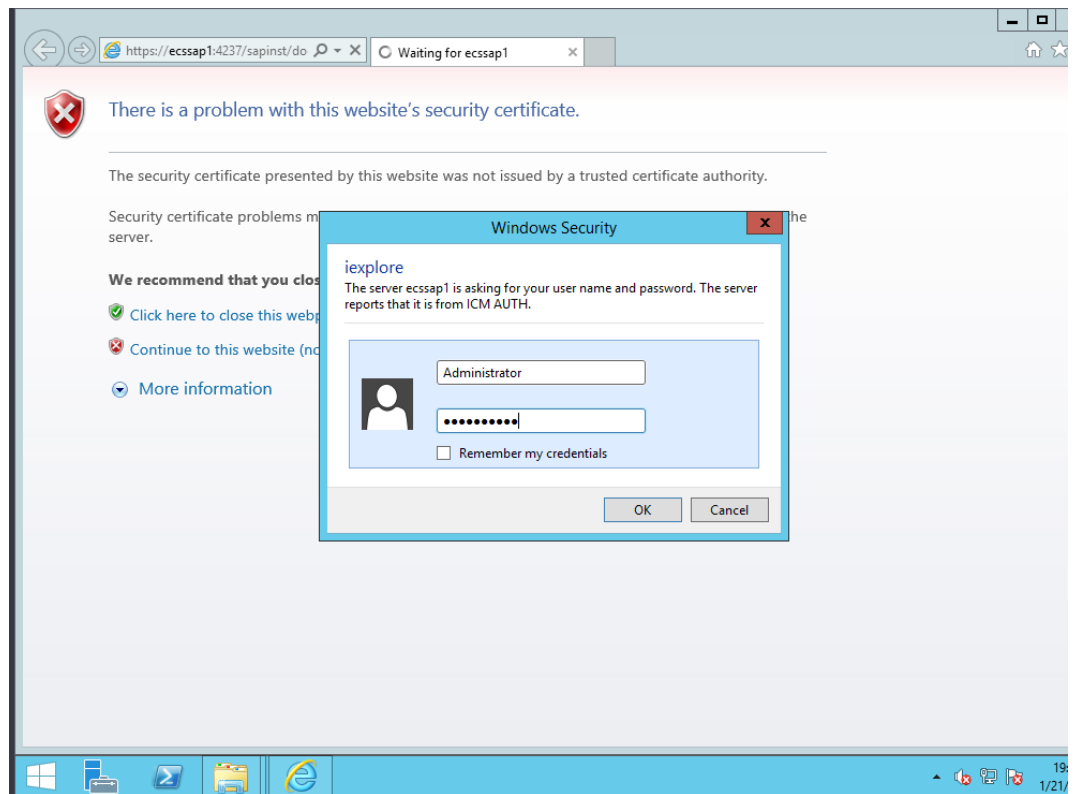 https://ecssap1:4237/sapinst/do
Waiting for ecssap1
There is a problem with this website's security certificate.
The security certificate presented by this website was not issued by a trusted certificate authority.
Security certificate problems m
he
server.
We recommend that you clos
Click here to close this webp
Continue to this website (no
More information
Windows Security
iexplore
The server ecssap1 is asking for your user name and password. The server
reports that it is from ICM AUTH.
Administrator
Remember my credentials
OK Cancel
19:
1/21/